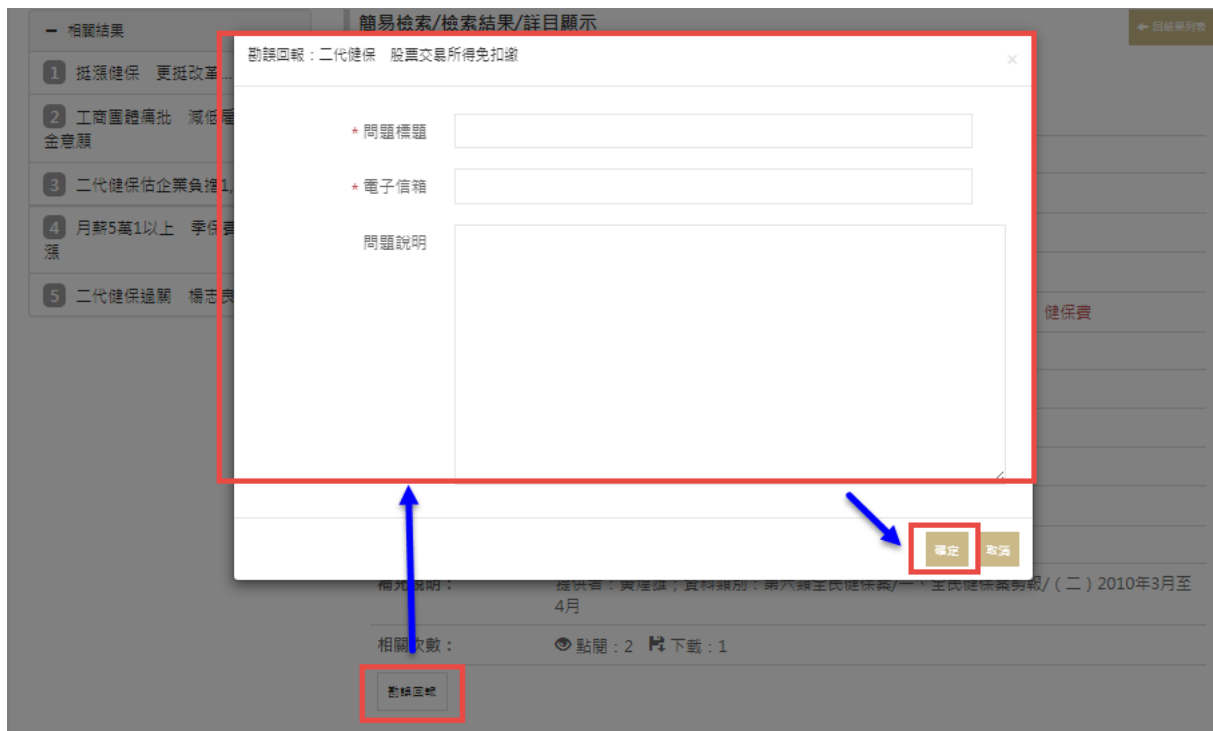 簡易檢索/檢索結果/詳目顯示
回結果列表
相關結果
1 挺漲健保 更挺改革...
2 工商團體痛批 減低雇
金意願
3 二代健保估企業負擔1,
4 月薪5萬1以上 季保費
漲
5 二代健保過關 楊志良
勘誤回報：二代健保 股票交易所得免扣繳
×
* 問題標題
* 電子信箱
問題說明
健保費
確定 取消
補充說明： 提供者：黃煌雄；資料類別：第六類全民健保案/一、全民健保案剪報/(二)2010年3月至
4月
相關次數： 點閱：2 下載：1
勘誤回報